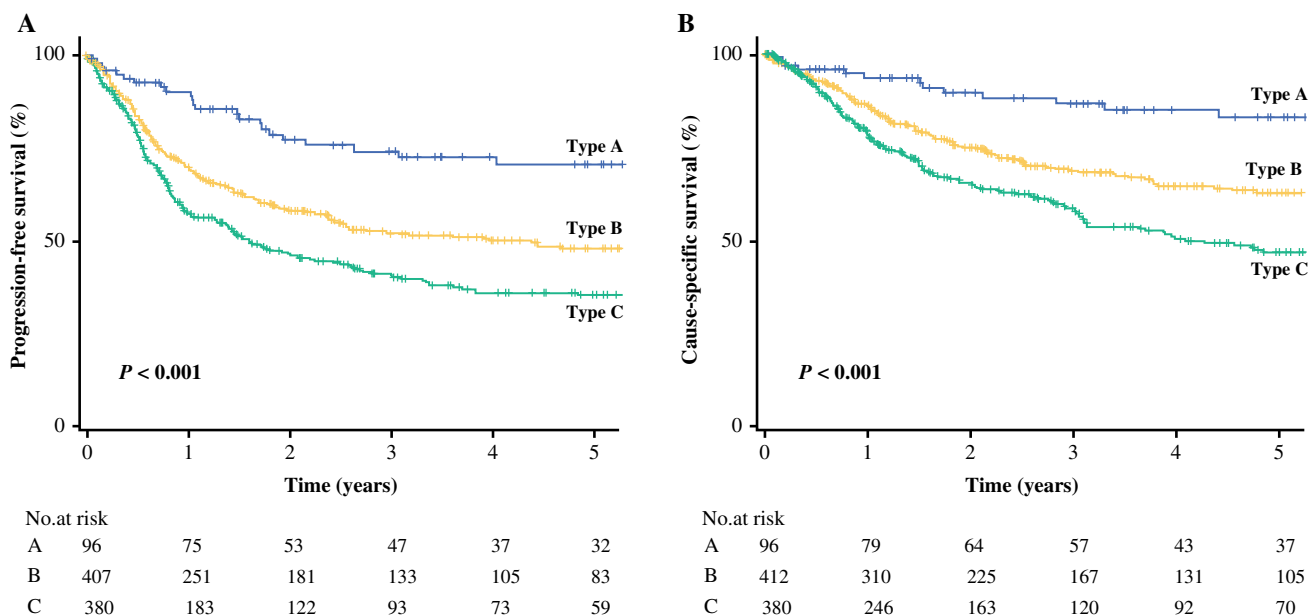 A
Progression-free survival (%)
100
50
0
Type A
Type B
Type C
P < 0.001
0 1 2 3 4 5
Time (years)
No.at risk
A 96 75 53 47 37 32
B 407 251 181 133 105 83
C 380 183 122 93 73 59
B
Cause-specific survival (%)
100
50
0
Type A
Type B
Type C
P < 0.001
0 1 2 3 4 5
Time (years)
No.at risk
A 96 79 64 57 43 37
B 412 310 225 167 131 105
C 380 246 163 120 92 70